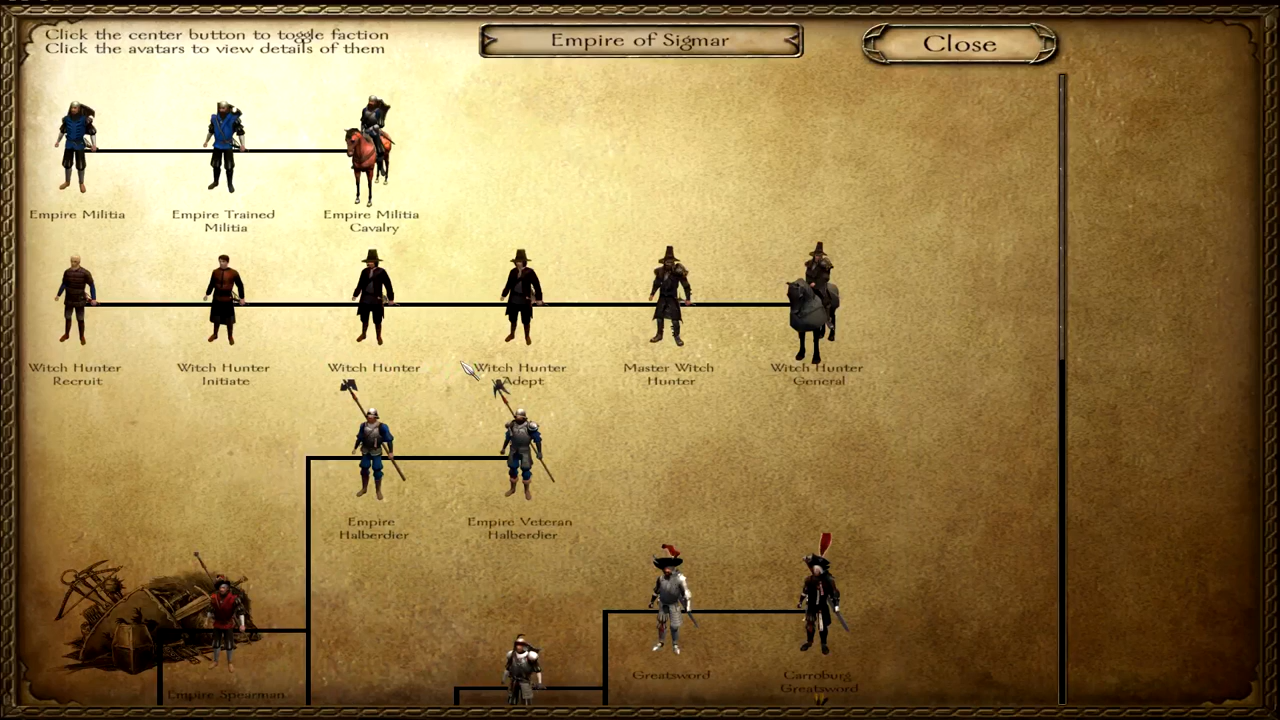 Click the center button to toggle faction
Click the avatars to view details of them
Empire of Sigmar
Close
Empire Militia
Empire Trained
Militia
Empire Militia
Cavalry
Witch Hunter
Recruit
Witch Hunter
Initiate
Witch Hunter
Witch Hunter
Adept
Master Witch
Hunter
Witch Hunter
General
Empire
Halberdier
Empire Veteran
Halberdier
Greatsword
Carroburg
Greatsword
Empire Spearman